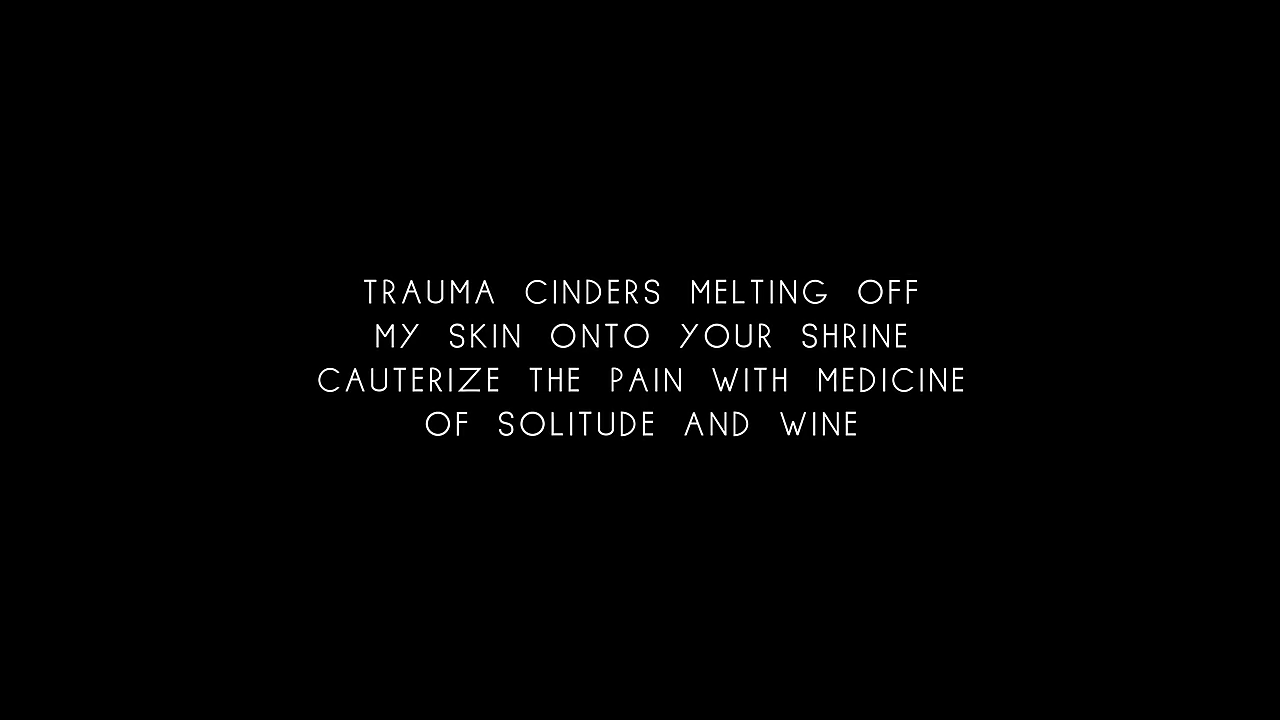 TRAUMA CINDERS MELTING OFF
MY SKIN ONTO YOUR SHRINE
CAUTERIZE THE PAIN WITH MEDICINE
OF SOLITUDE AND WINE